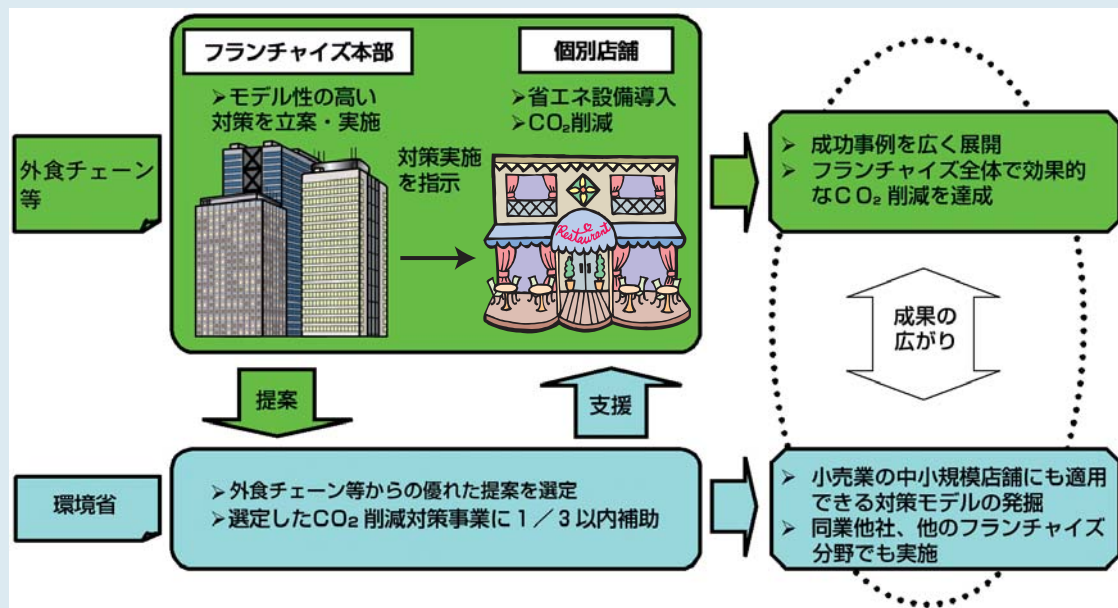 フランチャイズ本部
➢モデル性の高い
対策を立案・実施
個別店舗
➢省エネ設備導入
➢CO₂削減
外食チェーン
等
対策実施
を指示
Restaurant
➢ 成功事例を広く展開
➢ フランチャイズ全体で効果的
なCO₂削減を達成
成果の
広がり
提案
支援
環境省
➢外食チェーン等からの優れた提案を選定
➢選定したCO₂削減対策事業に1/3以内補助
➢ 小売業の中小規模店舗にも適用
できる対策モデルの発掘
➢ 同業他社、他のフランチャイズ
分野でも実施